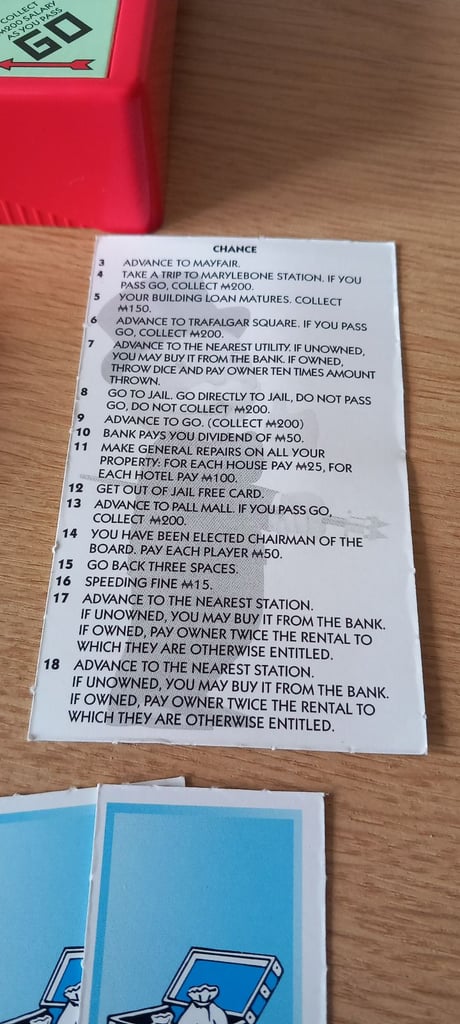 COLLECT
₩200 SALARY
AS YOU PASS
GO
CHANCE
3 ADVANCE TO MAYFAIR.
4 TAKE A TRIP TO MARYLEBONE STATION. IF YOU
PASS GO, COLLECT ₩200.
5 YOUR BUILDING LOAN MATURES. COLLECT
₩150.
6 ADVANCE TO TRAFALGAR SQUARE. IF YOU PASS
GO, COLLECT ₩200.
7 ADVANCE TO THE NEAREST UTILITY. IF UNOWNED,
YOU MAY BUY IT FROM THE BANK. IF OWNED,
THROW DICE AND PAY OWNER TEN TIMES AMOUNT
THROWN.
8 GO TO JAIL. GO DIRECTLY TO JAIL, DO NOT PASS
GO, DO NOT COLLECT ₩200.
9 ADVANCE TO GO. (COLLECT ₩200)
10 BANK PAYS YOU DIVIDEND OF ₩50.
11 MAKE GENERAL REPAIRS ON ALL YOUR
PROPERTY: FOR EACH HOUSE PAY ₩25, FOR
EACH HOTEL PAY ₩100.
12 GET OUT OF JAIL FREE CARD.
13 ADVANCE TO PALL MALL. IF YOU PASS GO,
COLLECT ₩200.
14 YOU HAVE BEEN ELECTED CHAIRMAN OF THE
BOARD. PAY EACH PLAYER ₩50.
15 GO BACK THREE SPACES.
16 SPEEDING FINE ₩15.
17 ADVANCE TO THE NEAREST STATION.
IF UNOWNED, YOU MAY BUY IT FROM THE BANK.
IF OWNED, PAY OWNER TWICE THE RENTAL TO
WHICH THEY ARE OTHERWISE ENTITLED.
18 ADVANCE TO THE NEAREST STATION.
IF UNOWNED, YOU MAY BUY IT FROM THE BANK.
IF OWNED, PAY OWNER TWICE THE RENTAL TO
WHICH THEY ARE OTHERWISE ENTITLED.